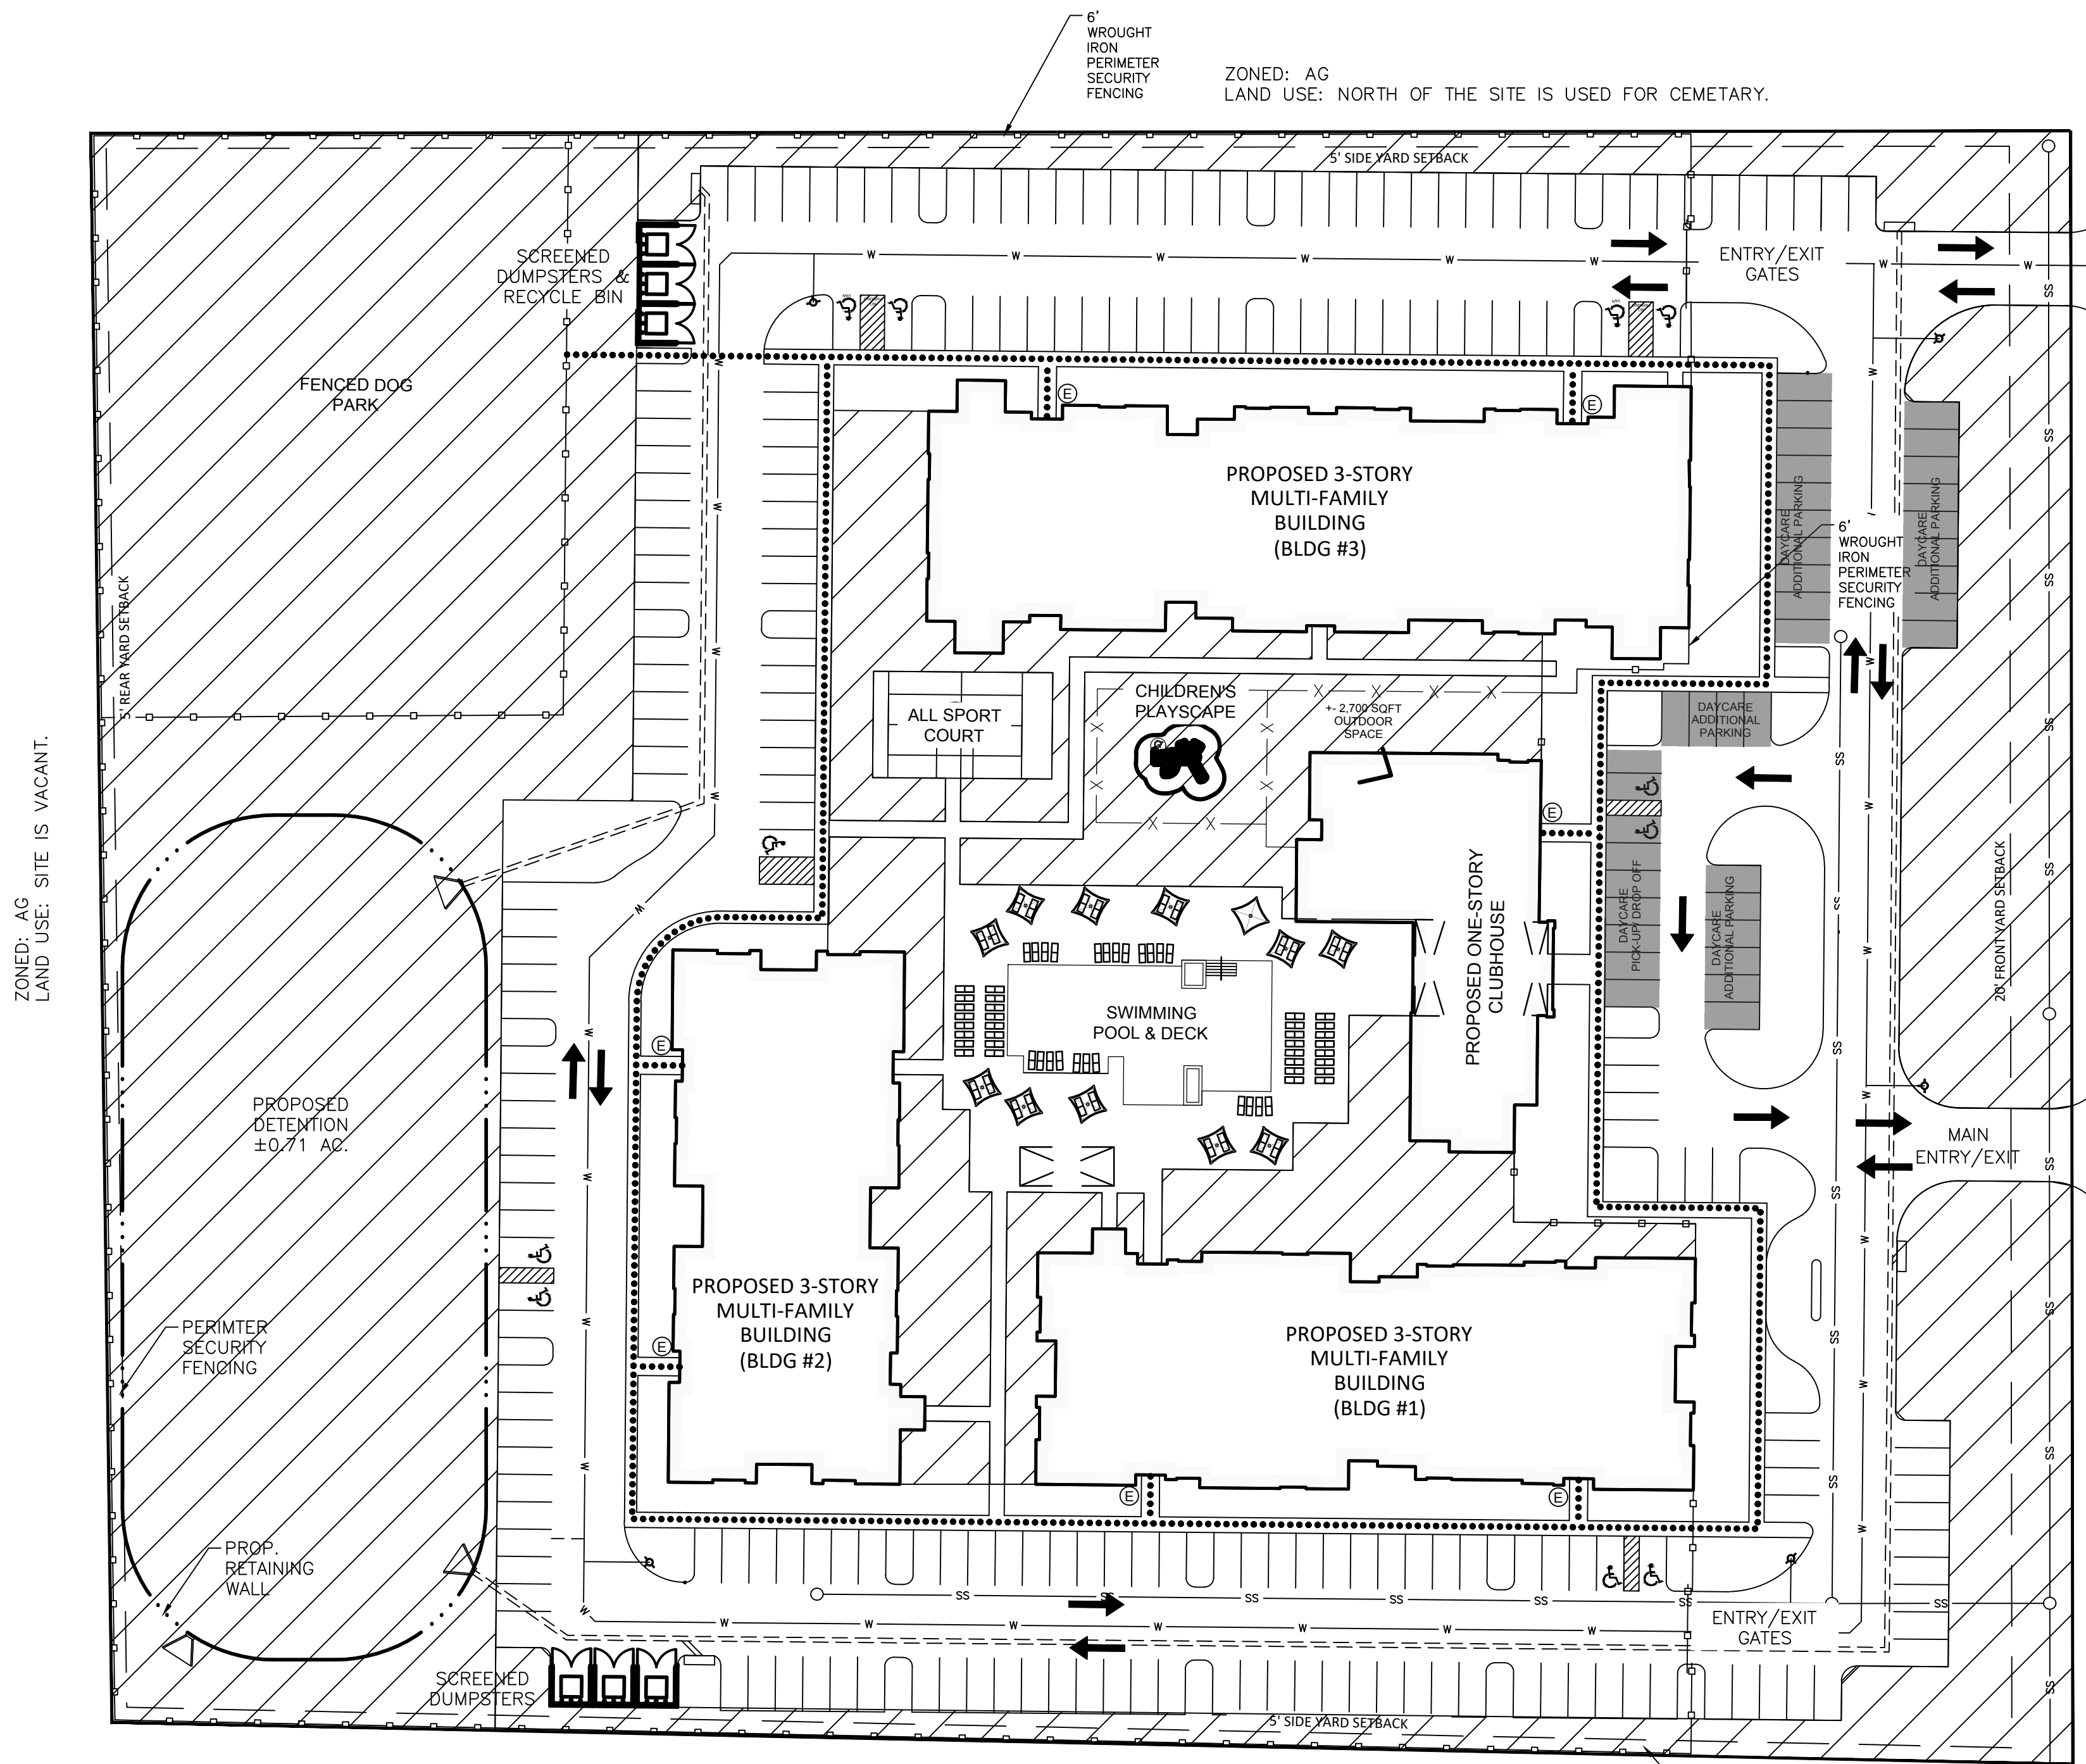 6'
WROUGHT
IRON
PERIMETER
SECURITY
FENCING
ZONED: AG
LAND USE: NORTH OF THE SITE IS USED FOR CEMETARY.
5' SIDE YARD SETBACK
SCREENED
DUMPSTERS &
RECYCLE BIN
ENTRY/EXIT
GATES
FENCED DOG
PARK
PROPOSED 3-STORY
MULTI-FAMILY
BUILDING
(BLDG #3)
DAYCARE
ADDITIONAL PARKING
6'
WROUGHT
IRON
PERIMETER
SECURITY
FENCING
DAYCARE
ADDITIONAL PARKING
5' REAR YARD SETBACK
ZONED: AG
LAND USE: SITE IS VACANT.
ALL SPORT
COURT
CHILDREN'S
PLAYSCAPE
+- 2,700 SQFT
OUTDOOR
SPACE
DAYCARE
ADDITIONAL
PARKING
DAYCARE
PICK-UP/ DROP OFF
DAYCARE
ADDITIONAL PARKING
20' FRONT YARD SETBACK
PROPOSED ONE-STORY
CLUBHOUSE
SWIMMING
POOL & DECK
PROPOSED
DETENTION
±0.71 AC.
MAIN
ENTRY/EXIT
PERIMTER
SECURITY
FENCING
PROPOSED 3-STORY
MULTI-FAMILY
BUILDING
(BLDG #2)
PROPOSED 3-STORY
MULTI-FAMILY
BUILDING
(BLDG #1)
PROP.
RETAINING
WALL
ENTRY/EXIT
GATES
SCREENED
DUMPSTERS
5' SIDE YARD SETBACK